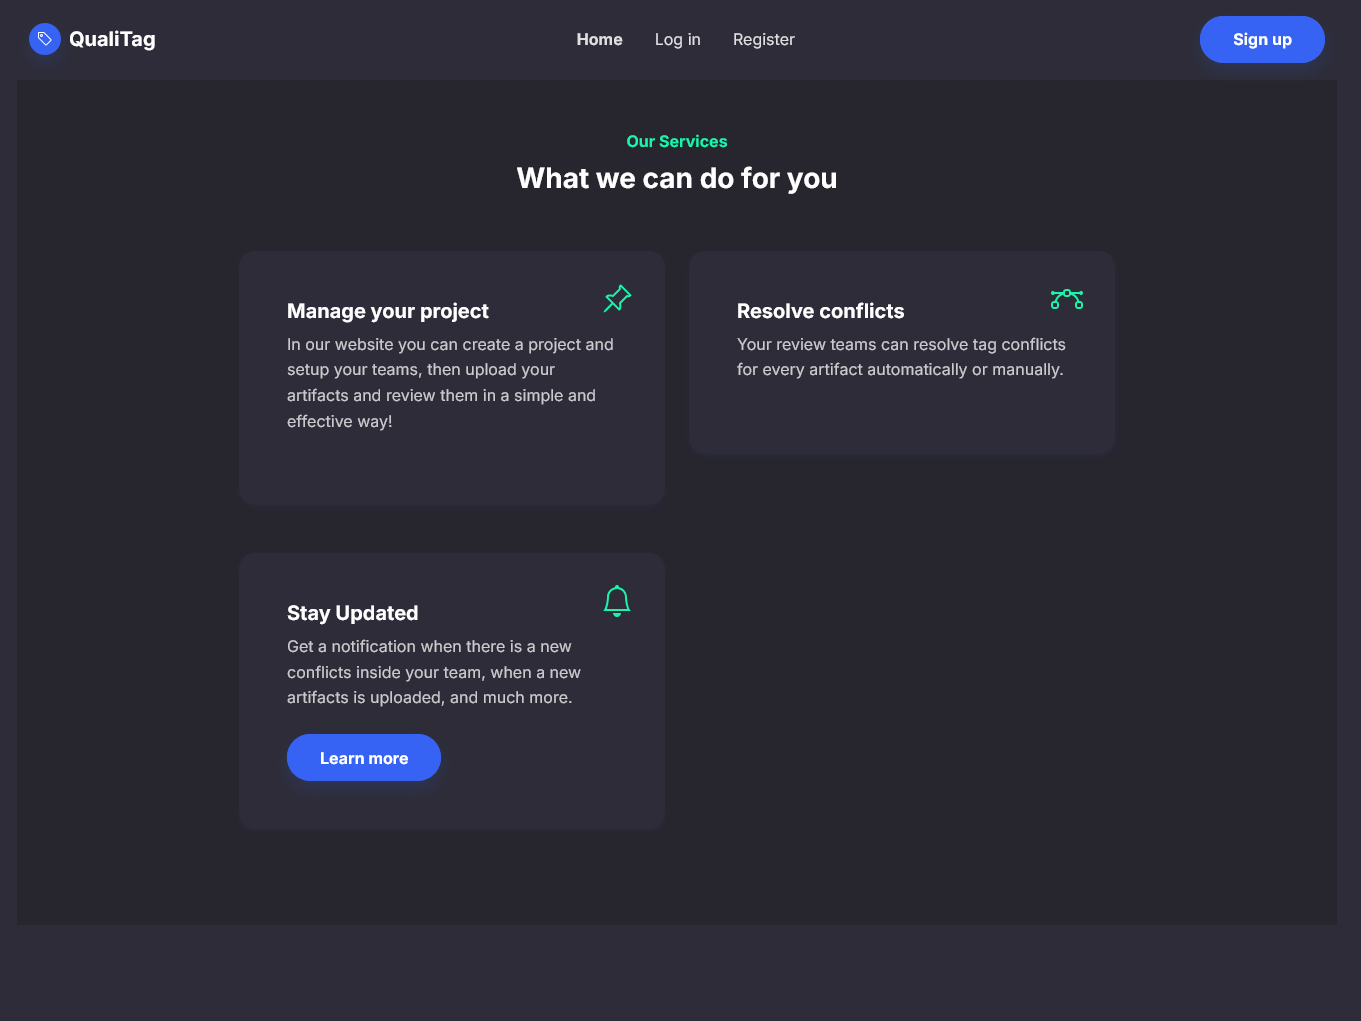 QualiTag
Home
Log in
Register
Sign up
Our Services
What we can do for you
Manage your project
In our website you can create a project and
setup your teams, then upload your
artifacts and review them in a simple and
effective way!
Resolve conflicts
Your review teams can resolve tag conflicts
for every artifact automatically or manually.
Stay Updated
Get a notification when there is a new
conflicts inside your team, when a new
artifacts is uploaded, and much more.
Learn more